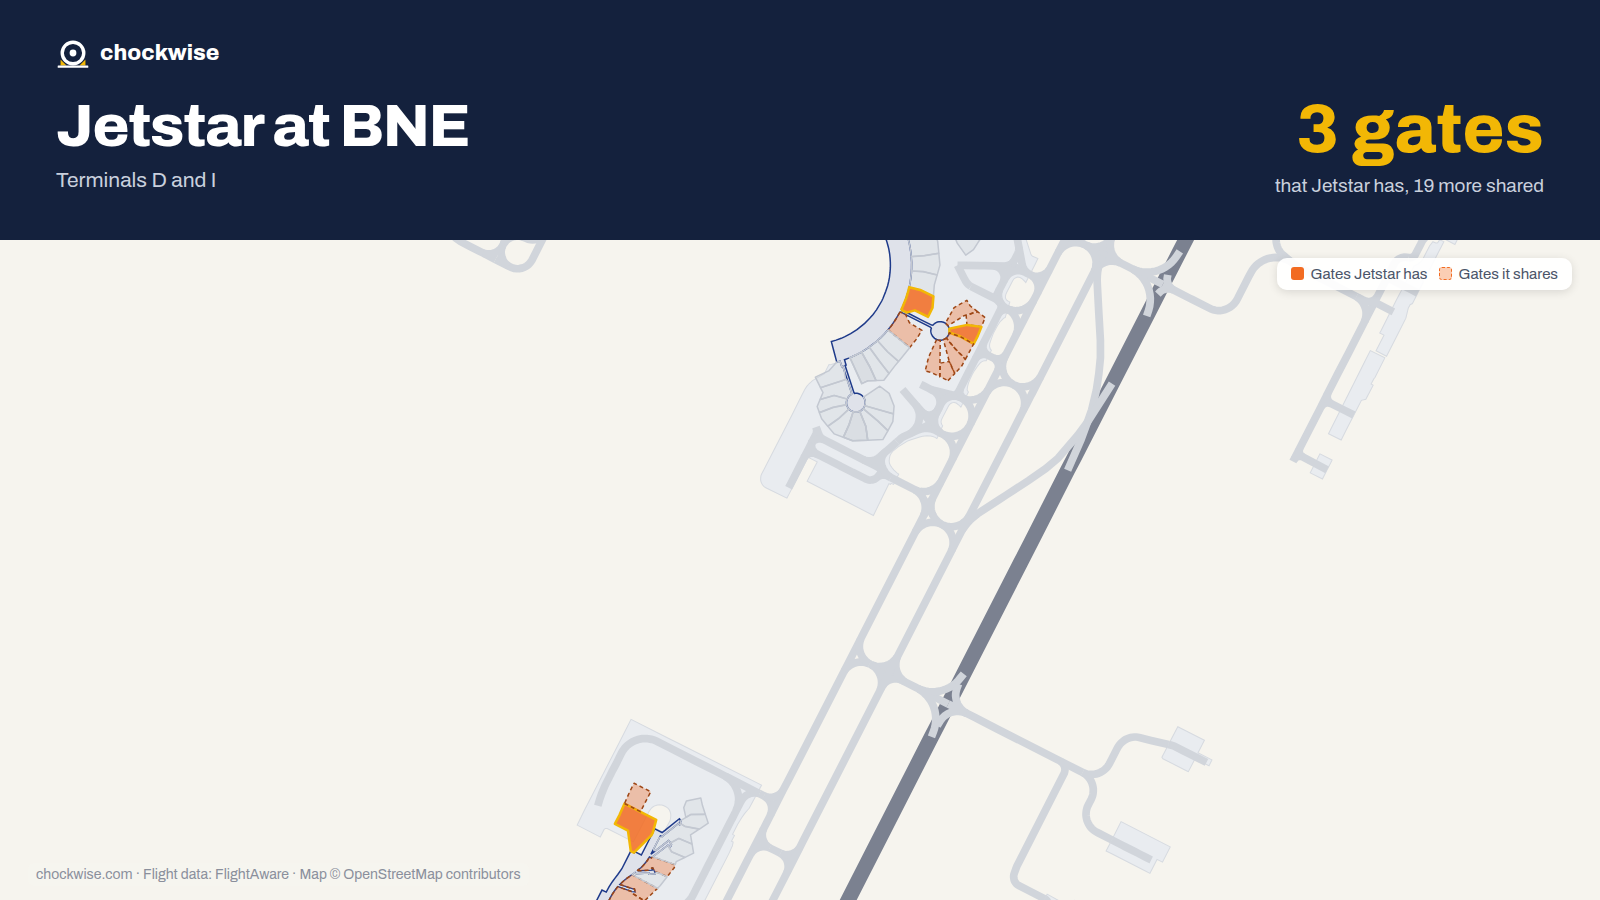 chockwise
Jetstar at BNE
Terminals D and I
3 gates
that Jetstar has, 19 more shared
Gates Jetstar has
Gates it shares
chockwise.com · Flight data: FlightAware · Map © OpenStreetMap contributors